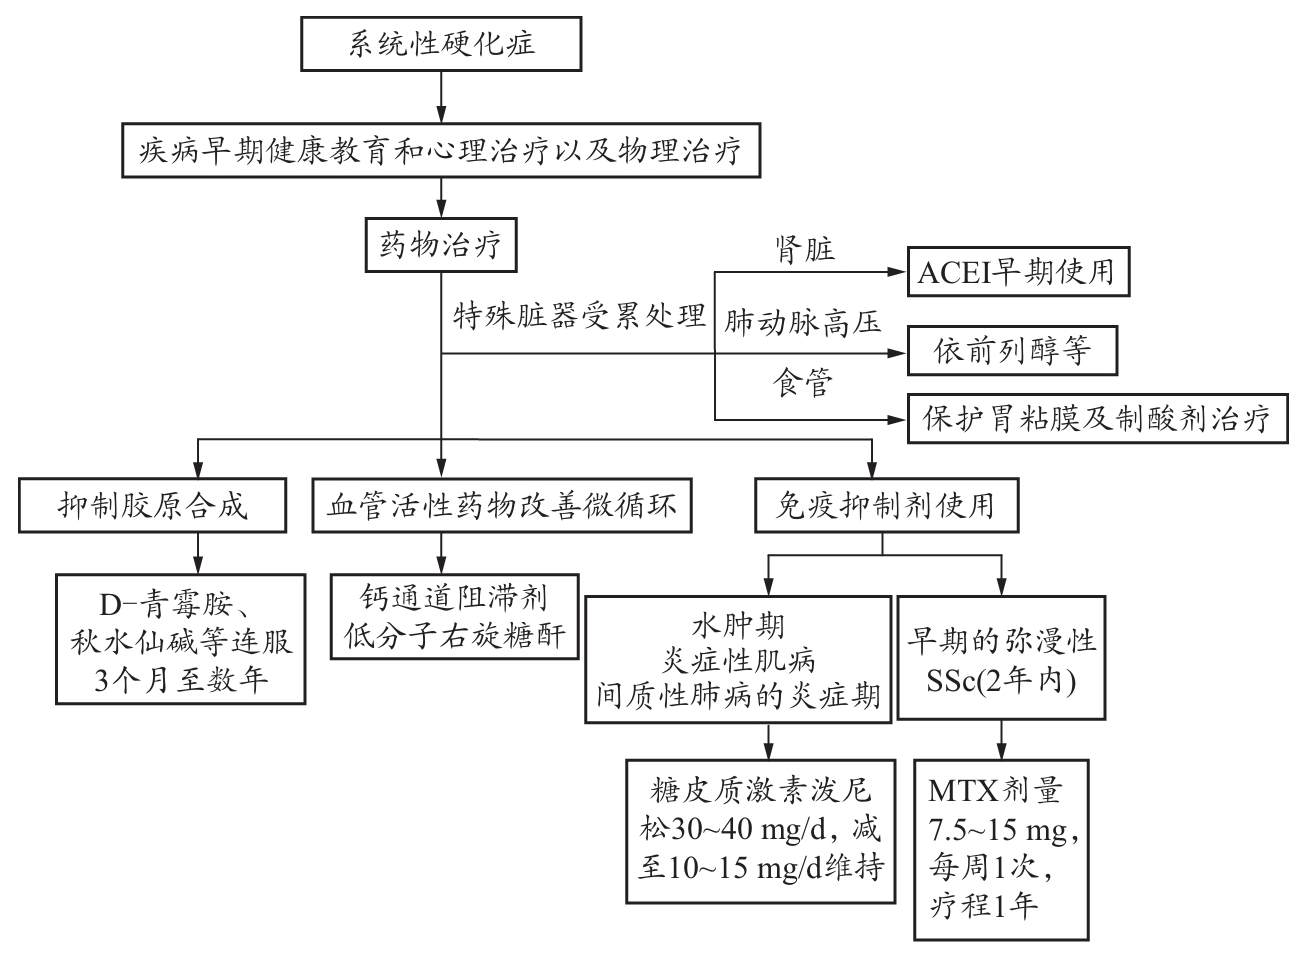 系统性硬化症
疾病早期健康教育和心理治疗以及物理治疗
药物治疗
肾脏
ACEI早期使用
特殊脏器受累处理
肺动脉高压
依前列醇等
食管
保护胃粘膜及制酸剂治疗
抑制胶原合成
血管活性药物改善微循环
免疫抑制剂使用
D-青霉胺、
秋水仙碱等连服
3个月至数年
钙通道阻滞剂
低分子右旋糖酐
水肿期
炎症性肌病
间质性肺病的炎症期
早期的弥漫性
SSc(2年内)
糖皮质激素泼尼
松30~40 mg/d, 减
至10~15 mg/d维持
MTX剂量
7.5~15 mg,
每周1次,
疗程1年